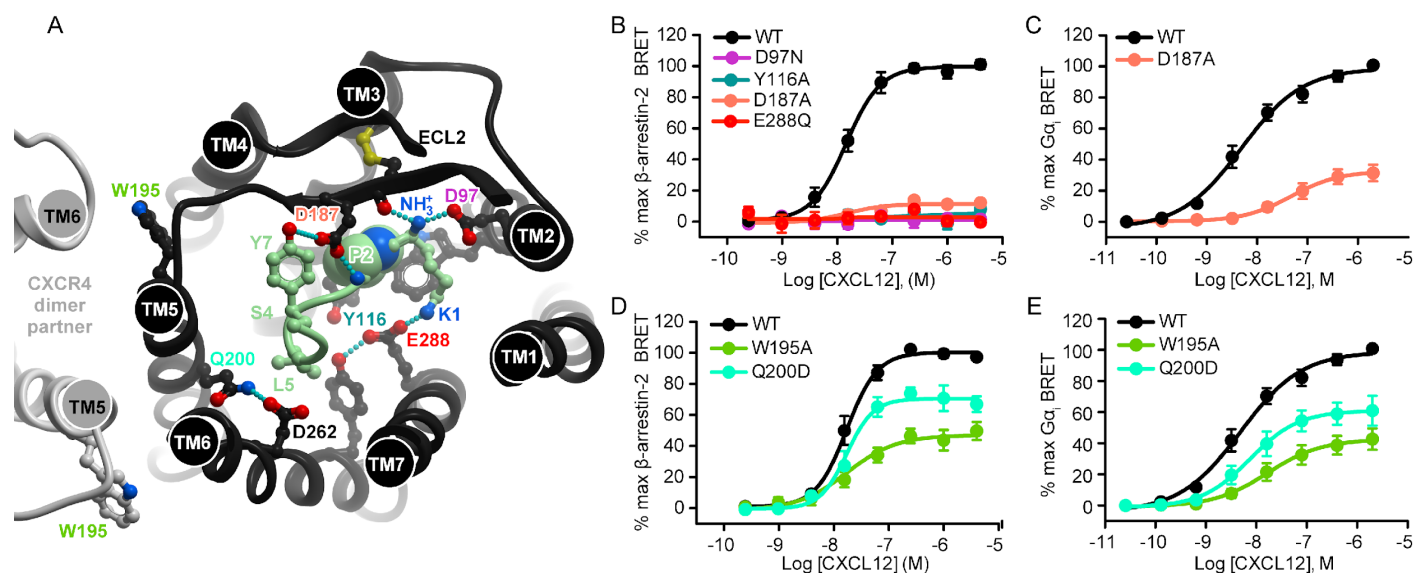 A
TM3
ECL2
TM4
W195
TM6
D187
NH3+
D97
TM2
Y7
P2
CXCR4
dimer
partner
TM5
S4
Y116
K1
E288
TM1
Q200
L5
TM5
D262
TM6
TM7
W195
B
WT
D97N
Y116A
D187A
E288Q
% max β-arrestin-2 BRET
120
100
80
60
40
20
0
-10 -9 -8 -7 -6 -5
Log [CXCL12], (M)
C
WT
D187A
% max Gαi BRET
120
100
80
60
40
20
0
-11 -10 -9 -8 -7 -6 -5
Log [CXCL12], M
D
WT
W195A
Q200D
% max β-arrestin-2 BRET
120
100
80
60
40
20
0
-10 -9 -8 -7 -6 -5
Log [CXCL12] (M)
E
WT
W195A
Q200D
% max Gαi BRET
120
100
80
60
40
20
0
-11 -10 -9 -8 -7 -6 -5
Log [CXCL12], M